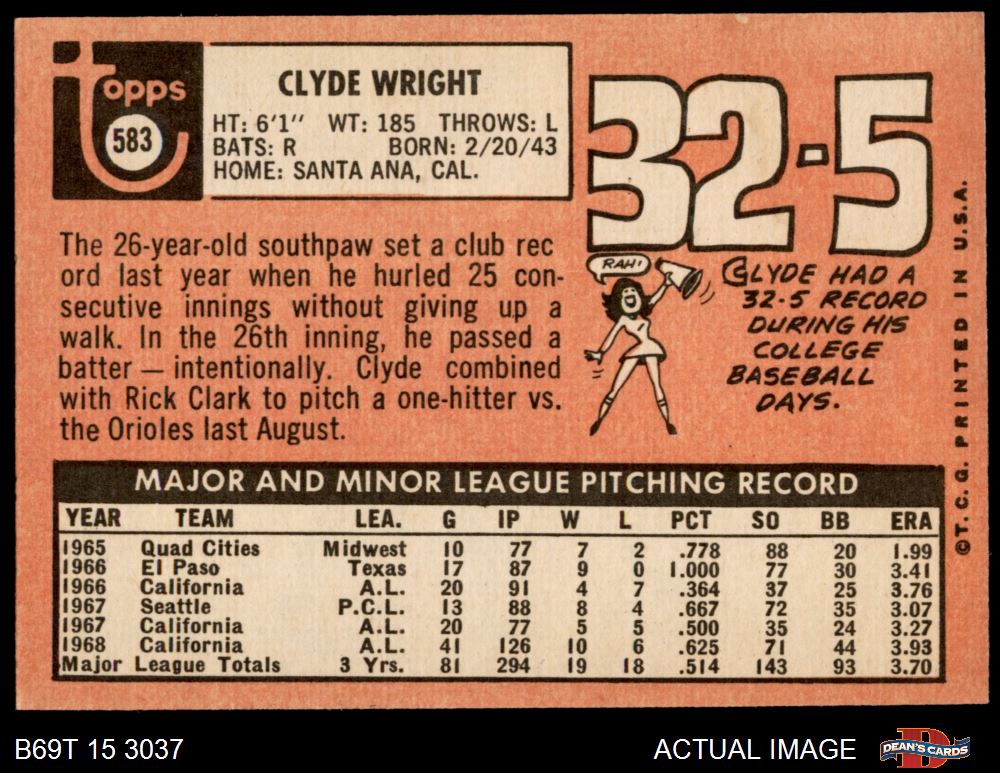 Topps
583
CLYDE WRIGHT
HT: 6'1" WT: 185 THROWS: L
BATS: R BORN: 2/20/43
HOME: SANTA ANA, CAL.
The 26-year-old southpaw set a club rec
ord last year when he hurled 25 con-
secutive innings without giving up a
walk. In the 26th inning, he passed a
batter — intentionally. Clyde combined
with Rick Clark to pitch a one-hitter vs.
the Orioles last August.
32-5
RAH!
CLYDE HAD A
32-5 RECORD
DURING HIS
COLLEGE
BASEBALL
DAYS.
©T. C. G. PRINTED IN U.S.A.
MAJOR AND MINOR LEAGUE PITCHING RECORD
YEAR TEAM LEA. G IP W L PCT SO BB ERA
1965 Quad Cities Midwest 10 77 7 2 .778 88 20 1.99
1966 El Paso Texas 17 87 9 0 1.000 77 30 3.41
1966 California A.L. 20 91 4 7 .364 37 25 3.76
1967 Seattle P.C.L. 13 88 8 4 .667 72 35 3.07
1967 California A.L. 20 77 5 5 .500 35 24 3.27
1968 California A.L. 41 126 10 6 .625 71 44 3.93
Major League Totals 3 Yrs. 81 294 19 18 .514 143 93 3.70
B69T 15 3037
ACTUAL IMAGE
DEAN'S CARDS